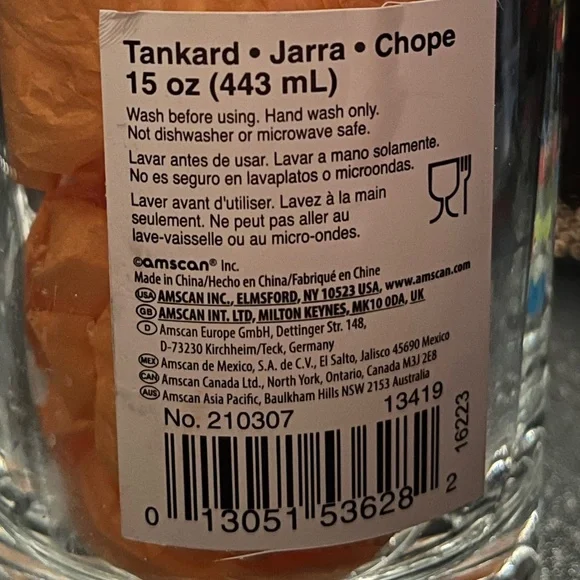 Tankard • Jarra • Chope
15 oz (443 mL)
Wash before using. Hand wash only.
Not dishwasher or microwave safe.
Lavar antes de usar. Lavar a mano solamente.
No es seguro en lavaplatos o microondas.
Laver avant d'utiliser. Lavez à la main
seulement. Ne peut pas aller au
lave-vaisselle ou au micro-ondes.
©amscan® Inc.
Made in China/Hecho en China/Fabriqué en Chine
USA AMSCAN INC., ELMSFORD, NY 10523 USA, www.amscan.com
GB AMSCAN INT. LTD, MILTON KEYNES, MK10 0DA, UK
D Amscan Europe GmbH, Dettinger Str. 148,
D-73230 Kirchheim/Teck, Germany
MEX Amscan de Mexico, S.A. de C.V., El Salto, Jalisco 45690 Mexico
CAN Amscan Canada Ltd., North York, Ontario, Canada M3J 2E8
AUS Amscan Asia Pacific, Baulkham Hills NSW 2153 Australia
No. 210307
13419
16223
0 13051 53628 2